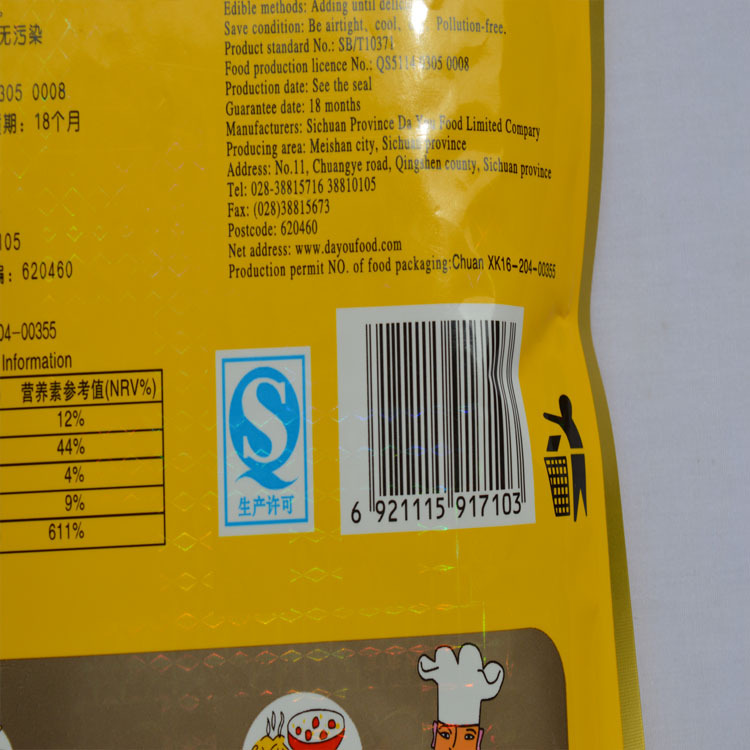 无污染
305 0008
期: 18个月
105
编: 620460
04-00355
Information
营养素参考值(NRV%)
12%
44%
4%
9%
611%
Edible methods: Adding until
Save condition: Be airtight, cool, Pollution-free.
Product standard No.: SB/T10371
Food production licence No.: QS5114 0305 0008
Production date: See the seal
Guarantee date: 18 months
Manufacturers: Sichuan Province Da You Food Limited Company
Producing area: Meishan city, Sichuan province
Address: No.11, Chuangye road, Qingshen county, Sichuan province
Tel: 028-38815716 38810105
Fax: (028)38815673
Postcode: 620460
Net address: www.dayoufood.com
Production permit NO. of food packaging:Chuan XK16-204-00355
生产许可
6 921115 917103